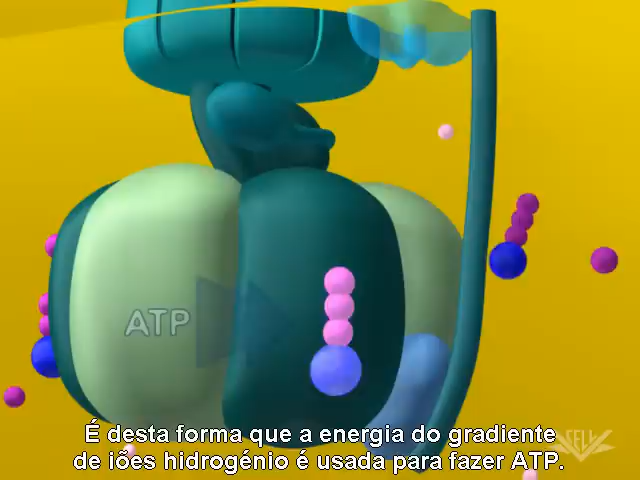 ATP
É desta forma que a energia do gradiente
de iões hidrogénio é usada para fazer ATP.